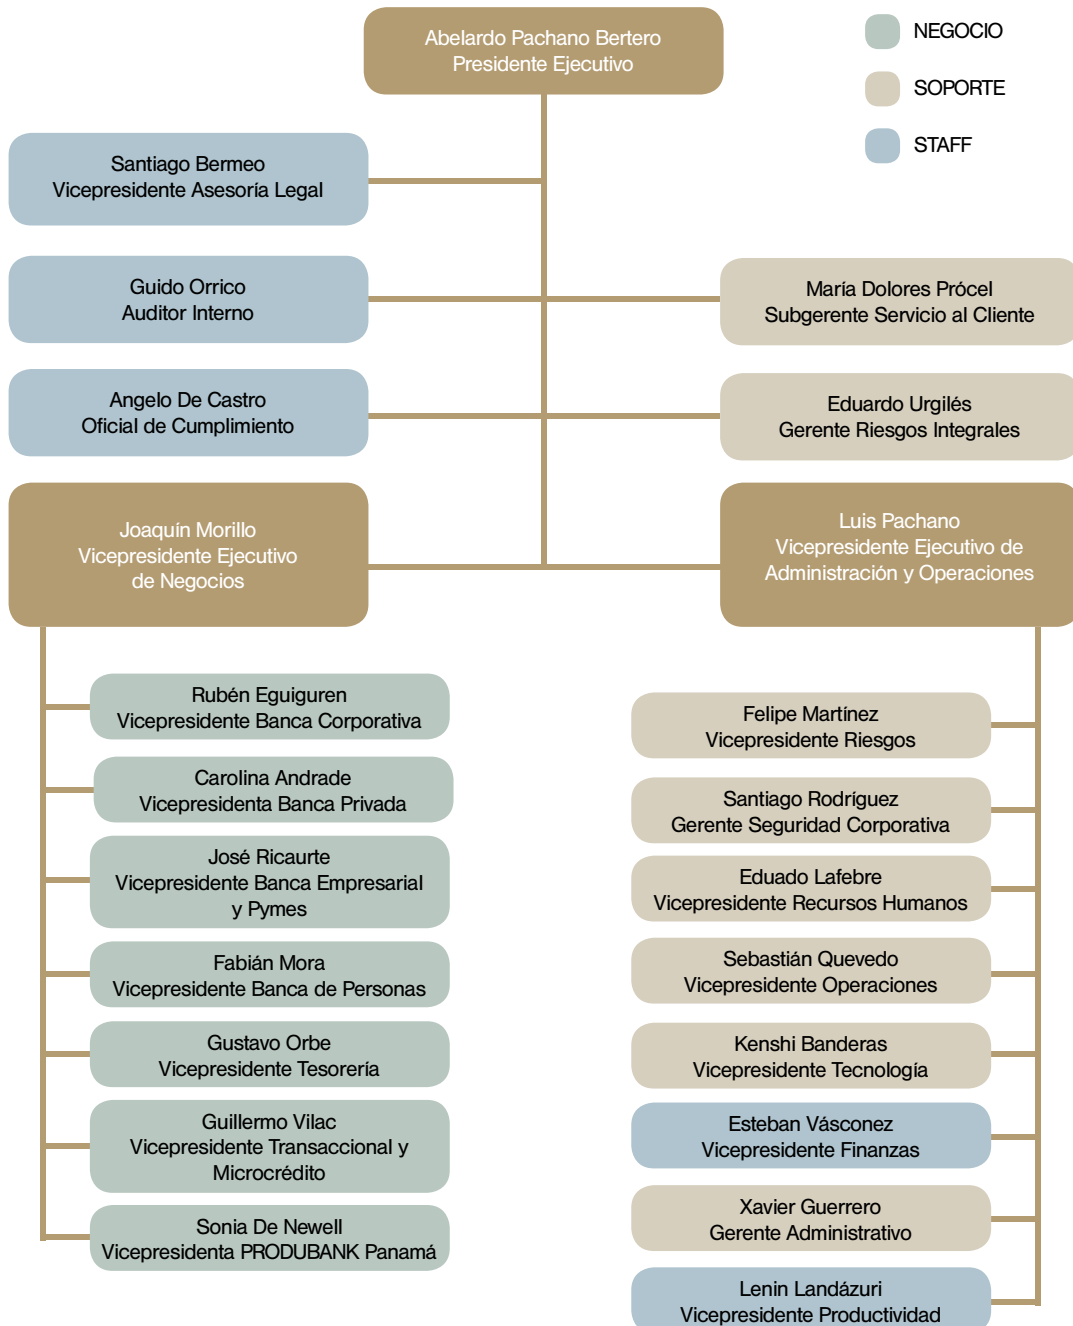 Abelardo Pachano Bertero
Presidente Ejecutivo
NEGOCIO
SOPORTE
STAFF
Santiago Bermeo
Vicepresidente Asesoría Legal
Guido Orrico
Auditor Interno
María Dolores Prócel
Subgerente Servicio al Cliente
Angelo De Castro
Oficial de Cumplimiento
Eduardo Urgilés
Gerente Riesgos Integrales
Joaquín Morillo
Vicepresidente Ejecutivo
de Negocios
Luis Pachano
Vicepresidente Ejecutivo de
Administración y Operaciones
Rubén Eguiguren
Vicepresidente Banca Corporativa
Carolina Andrade
Vicepresidenta Banca Privada
José Ricaurte
Vicepresidente Banca Empresarial
y Pymes
Fabián Mora
Vicepresidente Banca de Personas
Gustavo Orbe
Vicepresidente Tesorería
Guillermo Vilac
Vicepresidente Transaccional y
Microcrédito
Sonia De Newell
Vicepresidenta PRODUBANK Panamá
Felipe Martínez
Vicepresidente Riesgos
Santiago Rodríguez
Gerente Seguridad Corporativa
Eduado Lafebre
Vicepresidente Recursos Humanos
Sebastián Quevedo
Vicepresidente Operaciones
Kenshi Banderas
Vicepresidente Tecnología
Esteban Vásconez
Vicepresidente Finanzas
Xavier Guerrero
Gerente Administrativo
Lenin Landázuri
Vicepresidente Productividad